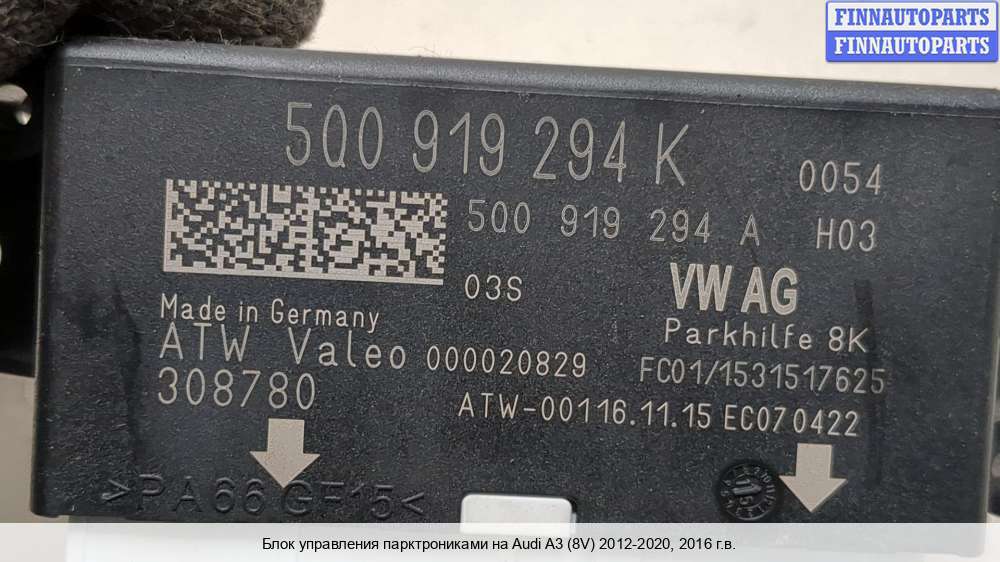 FINNAUTOPARTS
FINNAUTOPARTS
5Q0 919 294 K
0054
5Q0 919 294 A H03
03S
VW AG
Made in Germany
Parkhilfe 8K
ATW Valeo 000020829
FC01/1531517625
308780
ATW-00116.11.15 EC070422
>PA66 GF15<
15
Блок управления парктрониками на Audi A3 (8V) 2012-2020, 2016 г.в.